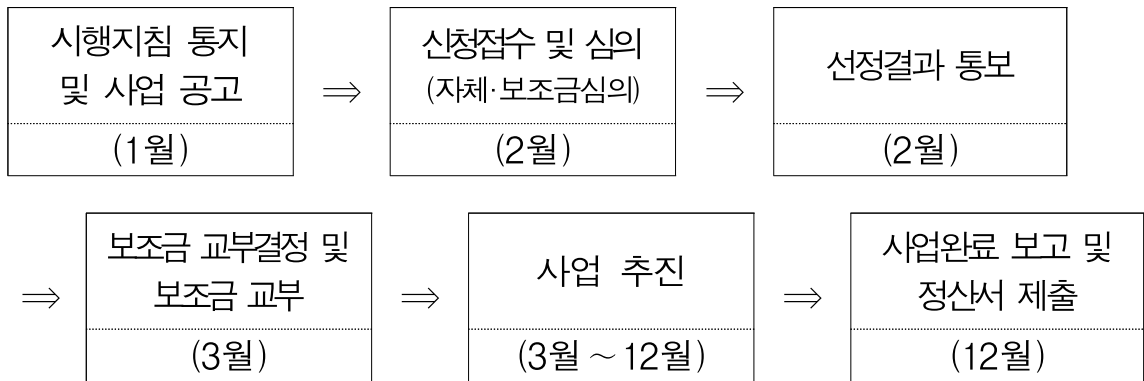 시행지침 통지
및 사업 공고
(1월)
⇒
신청접수 및 심의
(자체·보조금심의)
(2월)
⇒
선정결과 통보
(2월)
⇒
보조금 교부결정 및
보조금 교부
(3월)
⇒
사업 추진
(3월 ~ 12월)
⇒
사업완료 보고 및
정산서 제출
(12월)